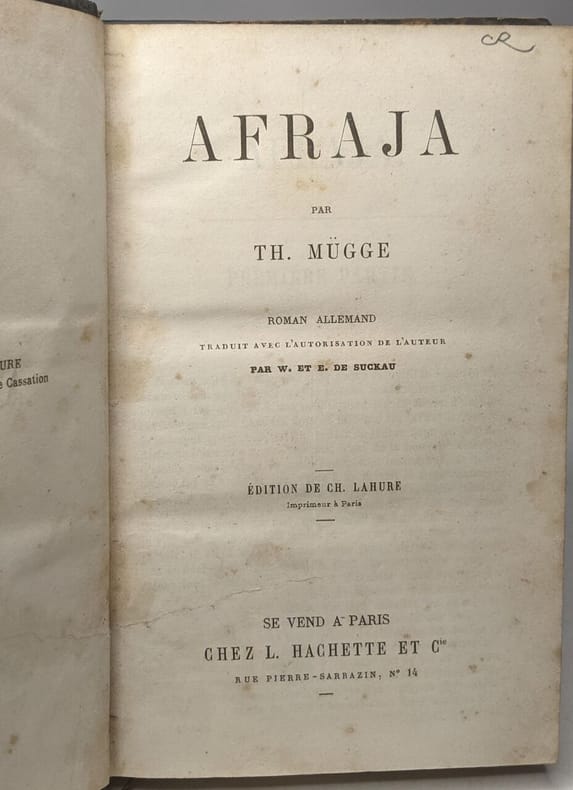 URE
e Cassation
AFRAJA
PAR
TH. MÜGGE
ROMAN ALLEMAND
TRADUIT AVEC L'AUTORISATION DE L'AUTEUR
PAR W. ET E. DE SUCKAU
ÉDITION DE CH. LAHURE
Imprimeur à Paris
SE VEND A PARIS
CHEZ L. HACHETTE ET Cie
RUE PIERRE-SARRAZIN, N° 14